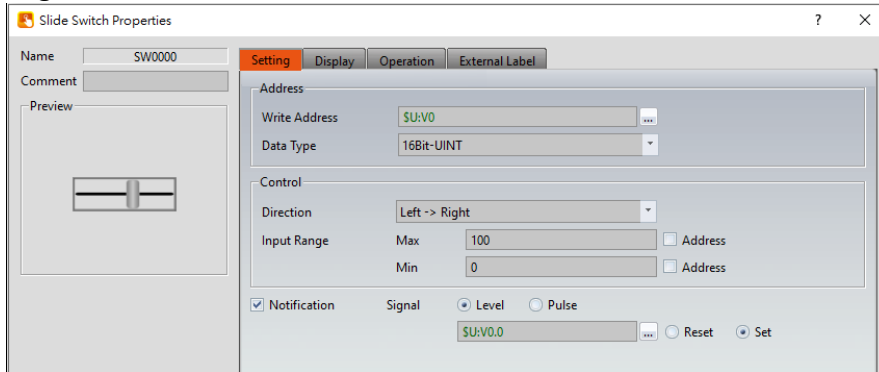 Slide Switch Properties ? ×
Name SW0000
Comment
Preview
Setting Display Operation External Label
Address
Write Address $U:V0 ...
Data Type 16Bit-UINT
Control
Direction Left -> Right
Input Range Max 100 Address
Min 0 Address
Notification Signal Level Pulse
$U:V0.0 ... Reset Set